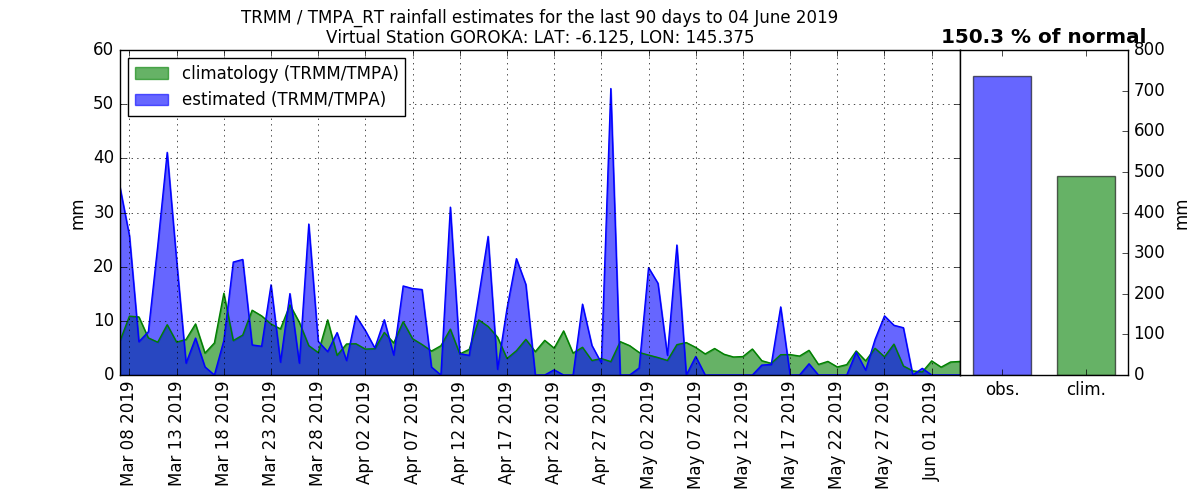 TRMM / TMPA_RT rainfall estimates for the last 90 days to 04 June 2019
Virtual Station GOROKA: LAT: -6.125, LON: 145.375
150.3 % of normal
climatology (TRMM/TMPA)
estimated (TRMM/TMPA)
60
50
40
30
20
10
0
mm
Mar 08 2019
Mar 13 2019
Mar 18 2019
Mar 23 2019
Mar 28 2019
Apr 02 2019
Apr 07 2019
Apr 12 2019
Apr 17 2019
Apr 22 2019
Apr 27 2019
May 02 2019
May 07 2019
May 12 2019
May 17 2019
May 22 2019
May 27 2019
Jun 01 2019
obs.
clim.
800
700
600
500
400
300
200
100
0
mm